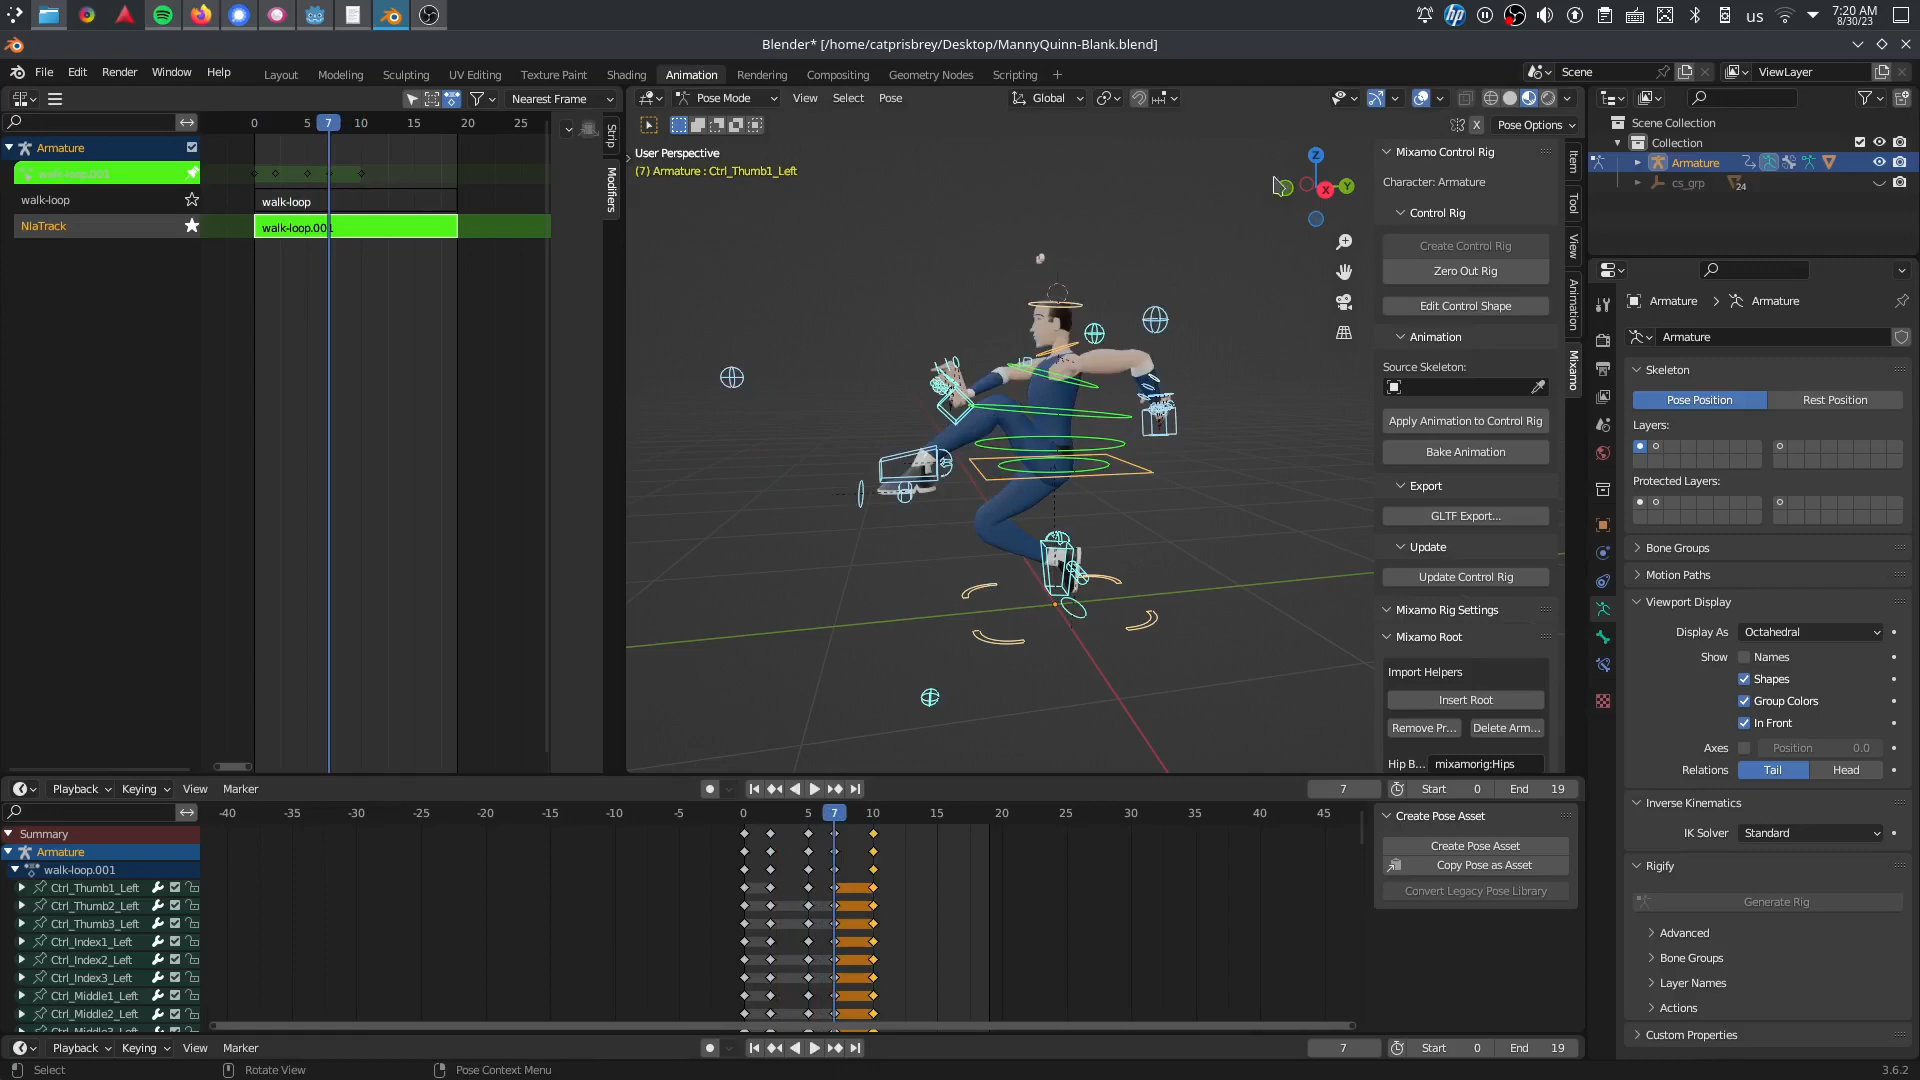 us
7:20 AM
8/30/23
Blender* [/home/catprisbrey/Desktop/MannyQuinn-Blank.blend]
File Edit Render Window Help
Layout Modeling Sculpting UV Editing Texture Paint Shading Animation Rendering Compositing Geometry Nodes Scripting +
Scene
ViewLayer
Nearest Frame
0 5 7 10 15 20 25
Armature
walk-loop.001
walk-loop
walk-loop
NlaTrack
walk-loop.001
Strip
Modifiers
Pose Mode View Select Pose
Global
X Pose Options
User Perspective
(7) Armature : Ctrl_Thumb1_Left
Z
Y
X
Mixamo Control Rig
Character: Armature
Control Rig
Create Control Rig
Zero Out Rig
Edit Control Shape
Animation
Source Skeleton:
Apply Animation to Control Rig
Bake Animation
Export
GLTF Export...
Update
Update Control Rig
Mixamo Rig Settings
Mixamo Root
Import Helpers
Insert Root
Remove Pr... Delete Arm...
Hip B... mixamorig:Hips
Item
Tool
View
Animation
Mixamo
Scene Collection
Collection
Armature
cs_grp 24
Armature > Armature
Armature
Skeleton
Pose Position Rest Position
Layers:
Protected Layers:
Bone Groups
Motion Paths
Viewport Display
Display As Octahedral
Show Names
Shapes
Group Colors
In Front
Axes Position 0.0
Relations Tail Head
Inverse Kinematics
IK Solver Standard
Rigify
Generate Rig
Advanced
Bone Groups
Layer Names
Actions
Custom Properties
Playback Keying View Marker
7 Start 0 End 19
-40 -35 -30 -25 -20 -15 -10 -5 0 5 7 10 15 20 25 30 35 40 45
Summary
Armature
walk-loop.001
Ctrl_Thumb1_Left
Ctrl_Thumb2_Left
Ctrl_Thumb3_Left
Ctrl_Index1_Left
Ctrl_Index2_Left
Ctrl_Index3_Left
Ctrl_Middle1_Left
Ctrl_Middle2_Left
Ctrl_Middle3_Left
Create Pose Asset
Create Pose Asset
Copy Pose as Asset
Convert Legacy Pose Library
Playback Keying View Marker
7 Start 0 End 19
Select Rotate View Pose Context Menu
3.6.2